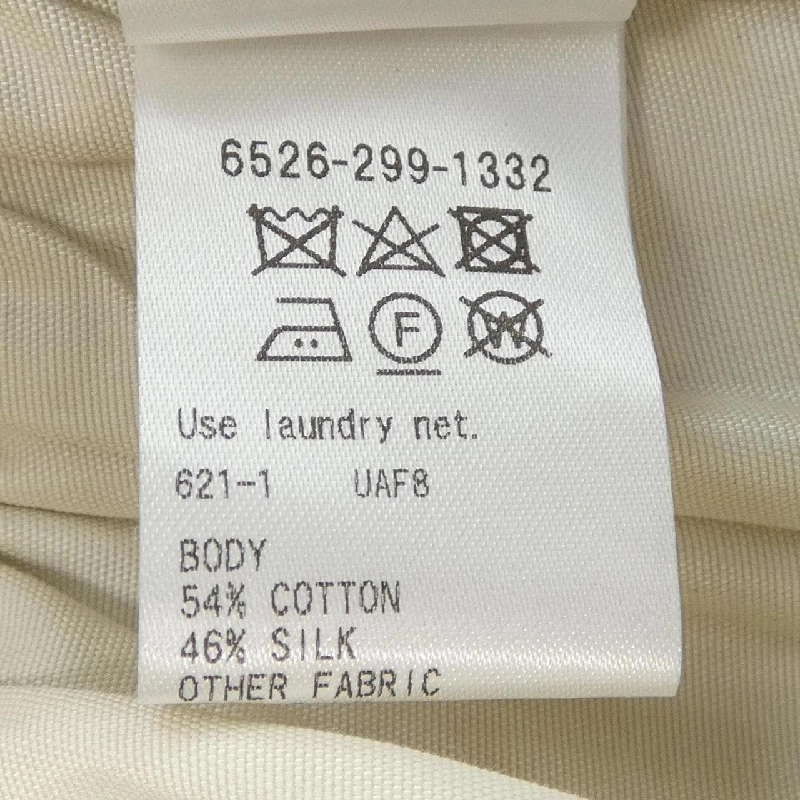 6526-299-1332
F W
Use laundry net.
621-1 UAF8
BODY
54% COTTON
46% SILK
OTHER FABRIC